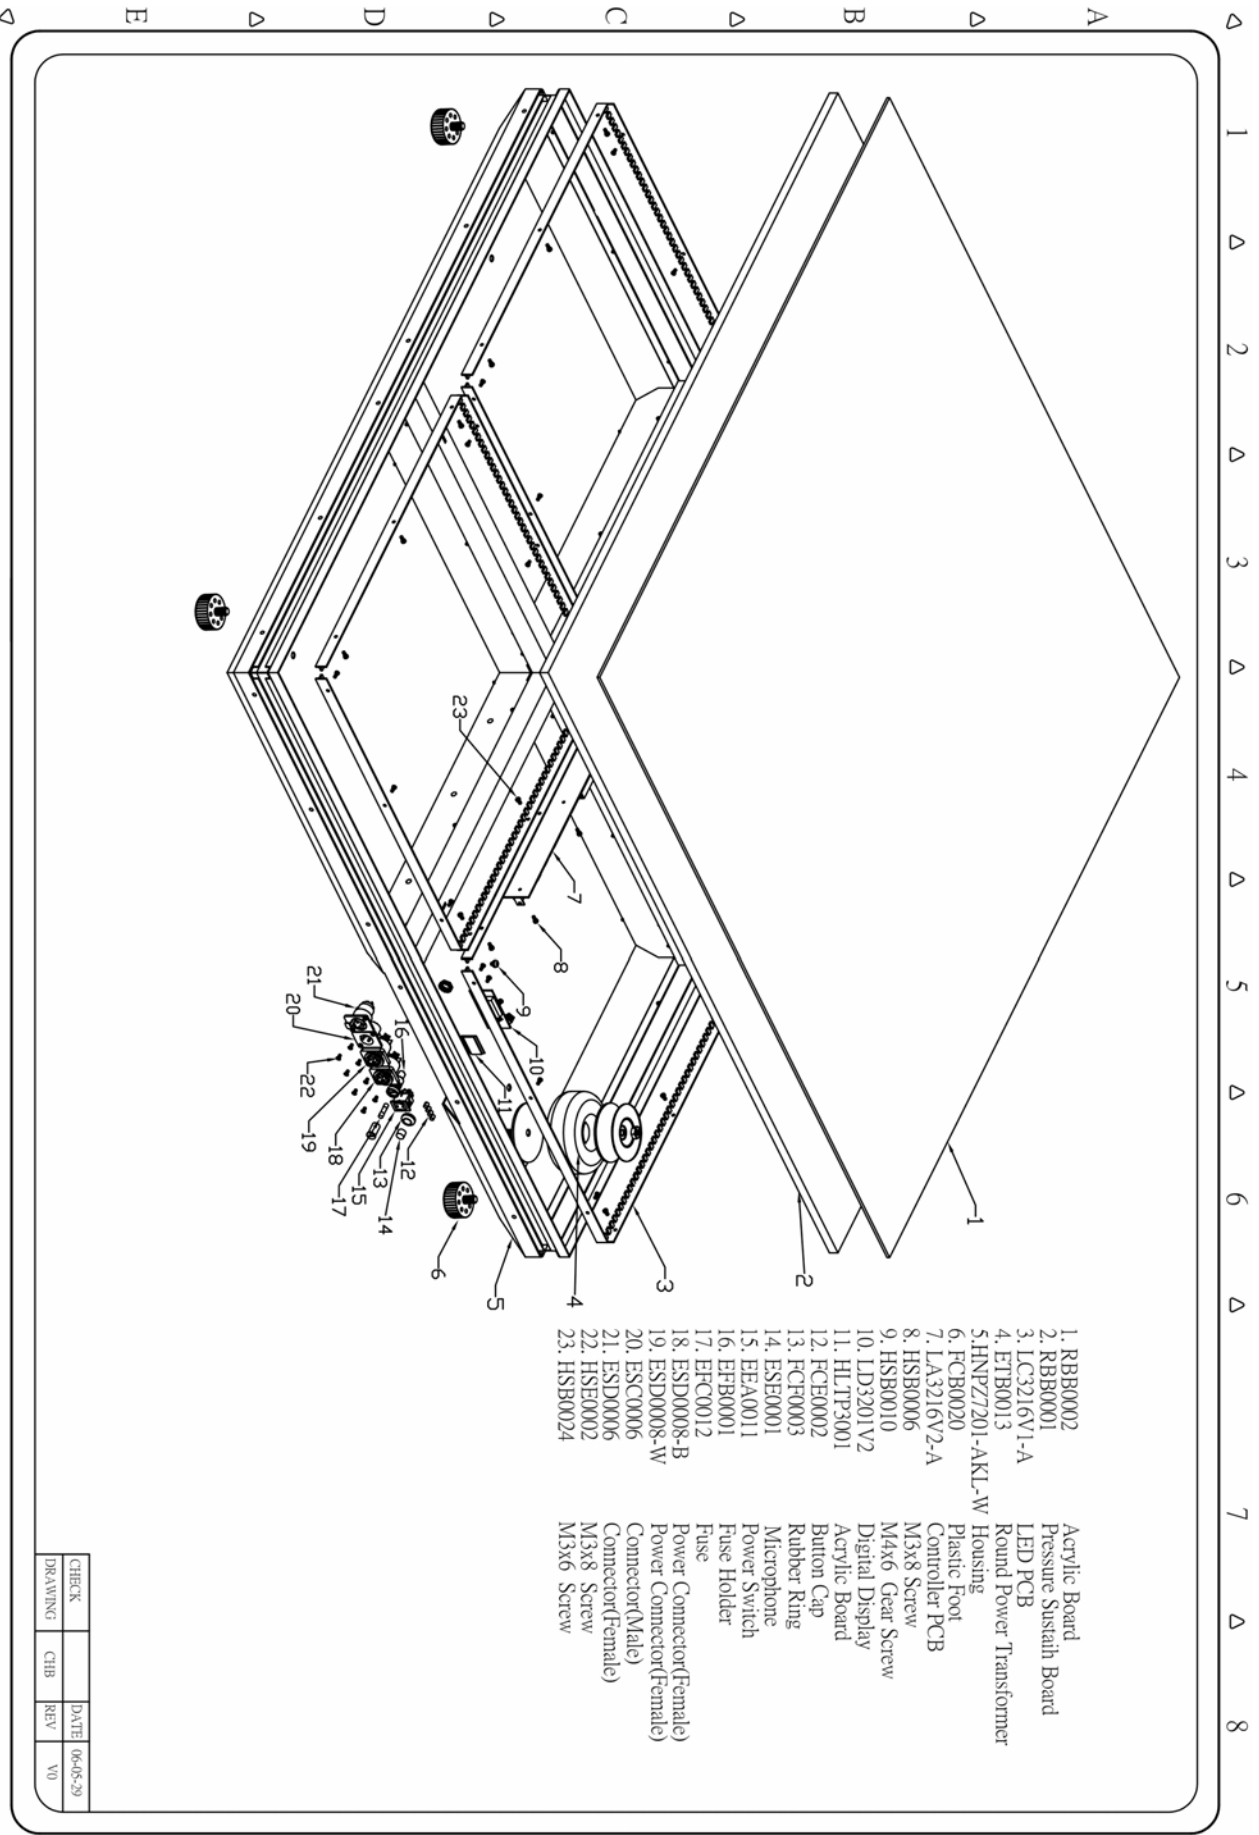 1 2 3 4 5 6 7 8
A
B
C
D
E
1
2
3
4
5
6
7
8
9
10
11
12
13
14
15
16
17
18
19
20
21
22
23
1. RBB0002 Acrylic Board
2. RBB0001 Pressure Sustaih Board
3. LC3216V1-A LED PCB
4. ETB0013 Round Power Transformer
5.HNPZ7201-AKL-W Housing
6. FCB0020 Plastic Foot
7. LA3216V2-A Controller PCB
8. HSB0006 M3x8 Screw
9. HSB0010 M4x6 Gear Screw
10. LD3201V2 Digital Display
11. HLTP3001 Acrylic Board
12. FCE0002 Button Cap
13. FCF0003 Rubber Ring
14. ESE0001 Microphone
15. EEA0011 Power Switch
16. EFB0001 Fuse Holder
17. EFC0012 Fuse
18. ESD0008-B Power Connector(Female)
19. ESD0008-W Power Connector(Female)
20. ESC0006 Connector(Male)
21. ESD0006 Connector(Female)
22. HSE0002 M3x8 Screw
23. HSB0024 M3x6 Screw
CHECK DATE 06-05-29
DRAWING CHB REV V0